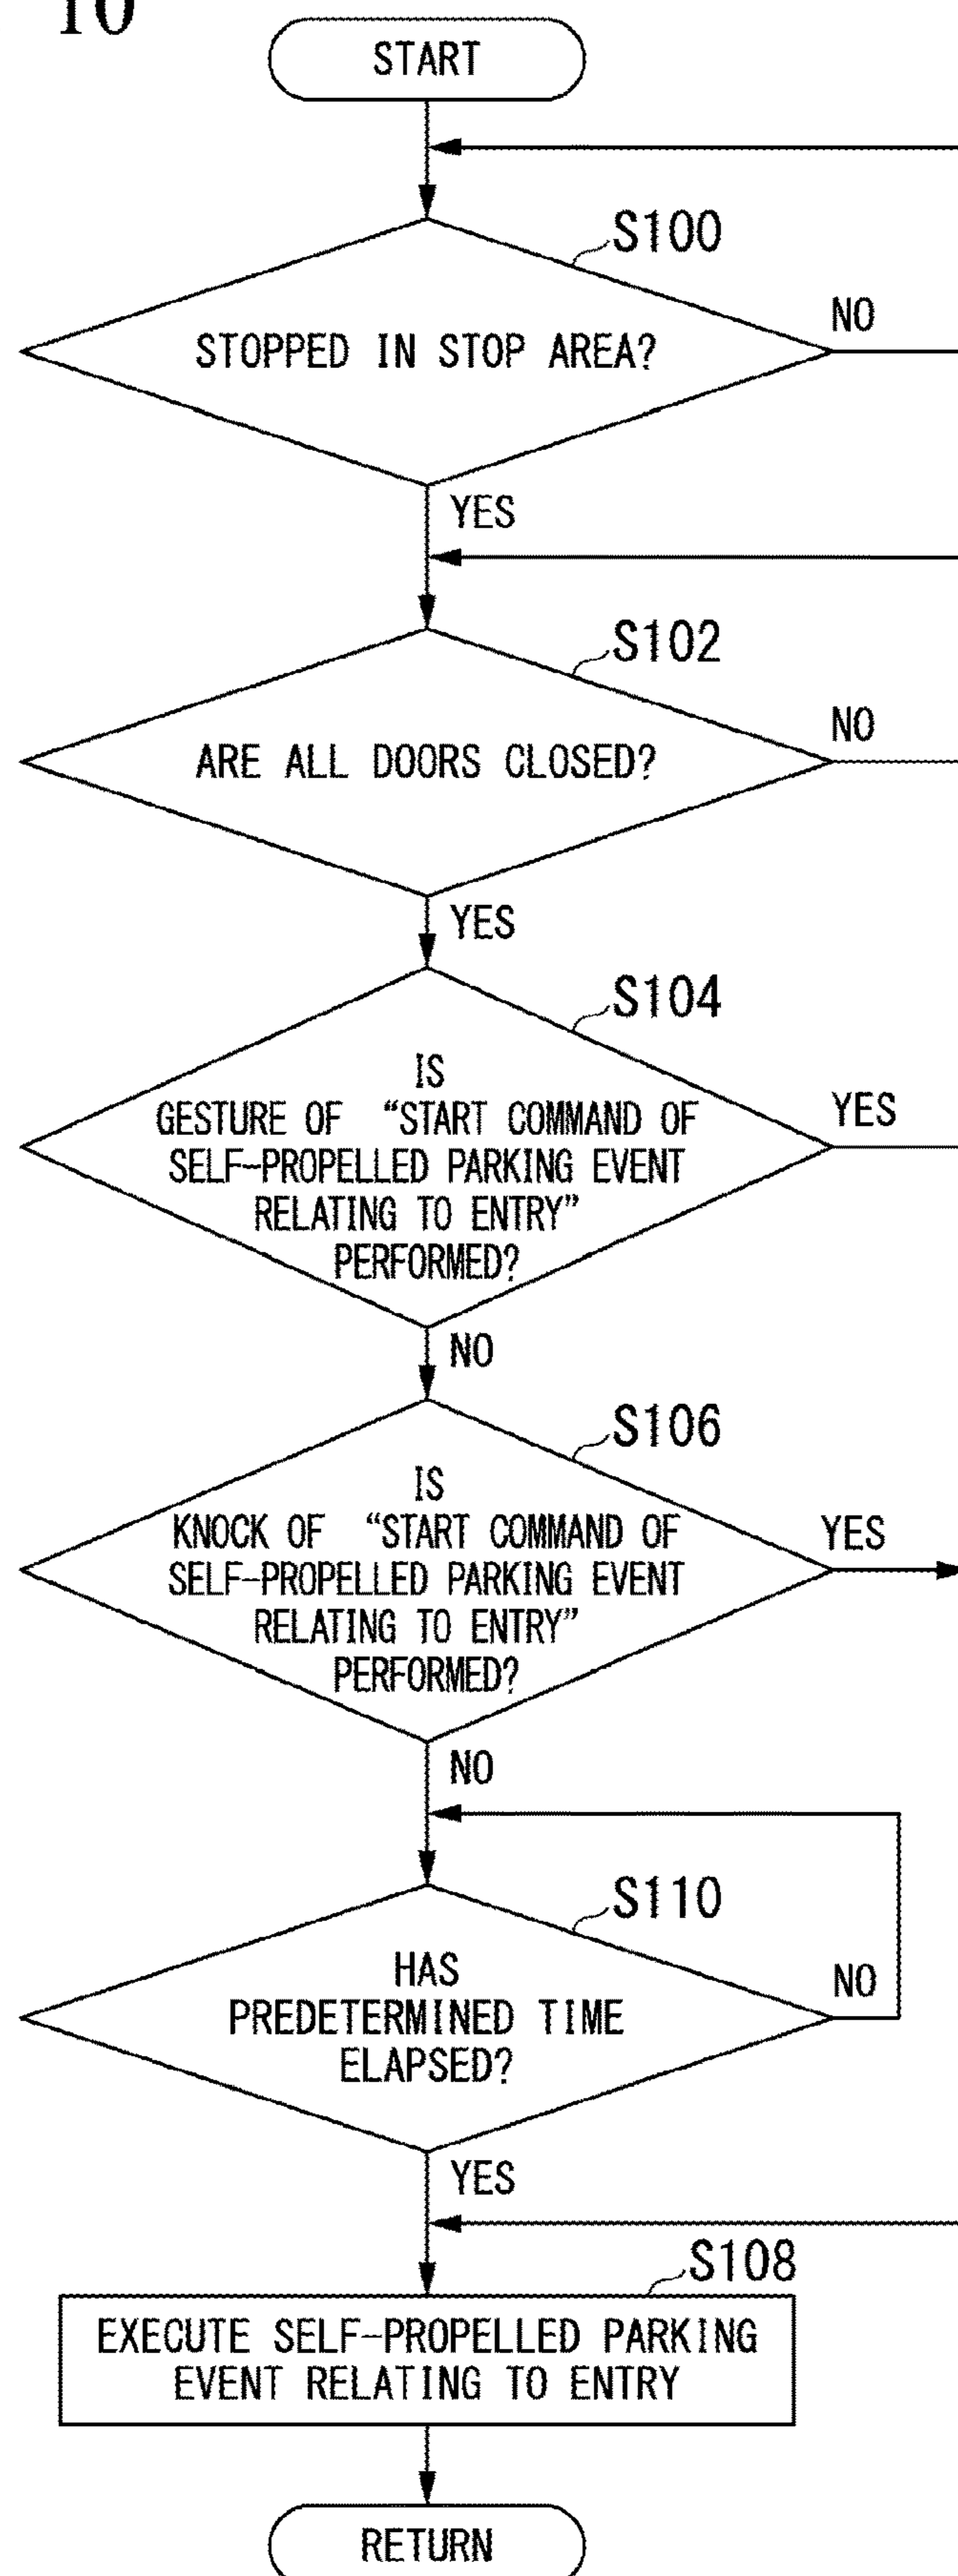 10
START
S100
STOPPED IN STOP AREA?
NO
YES
S102
ARE ALL DOORS CLOSED?
NO
YES
S104
IS
GESTURE OF “START COMMAND OF
SELF-PROPELLED PARKING EVENT
RELATING TO ENTRY”
PERFORMED?
YES
NO
S106
IS
KNOCK OF “START COMMAND OF
SELF-PROPELLED PARKING EVENT
RELATING TO ENTRY”
PERFORMED?
YES
NO
S110
HAS
PREDETERMINED TIME
ELAPSED?
NO
YES
S108
EXECUTE SELF-PROPELLED PARKING
EVENT RELATING TO ENTRY
RETURN